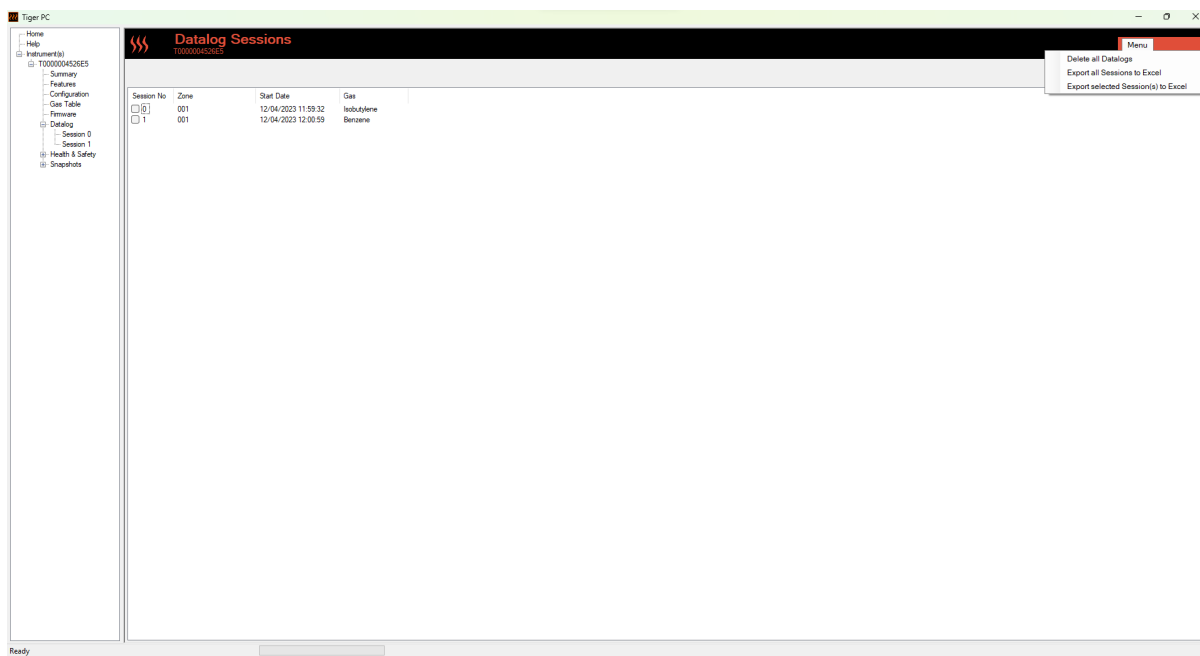 Tiger PC
Home
Help
Instrument(s)
T0000004526E5
Summary
Features
Configuration
Gas Table
Firmware
Datalog
Session 0
Session 1
Health & Safety
Snapshots
Datalog Sessions
T0000004526E5
Menu
Delete all Datalogs
Export all Sessions to Excel
Export selected Session(s) to Excel
Session No Zone Start Date Gas
0 001 12/04/2023 11:59:32 Isobutylene
1 001 12/04/2023 12:00:59 Benzene
Ready